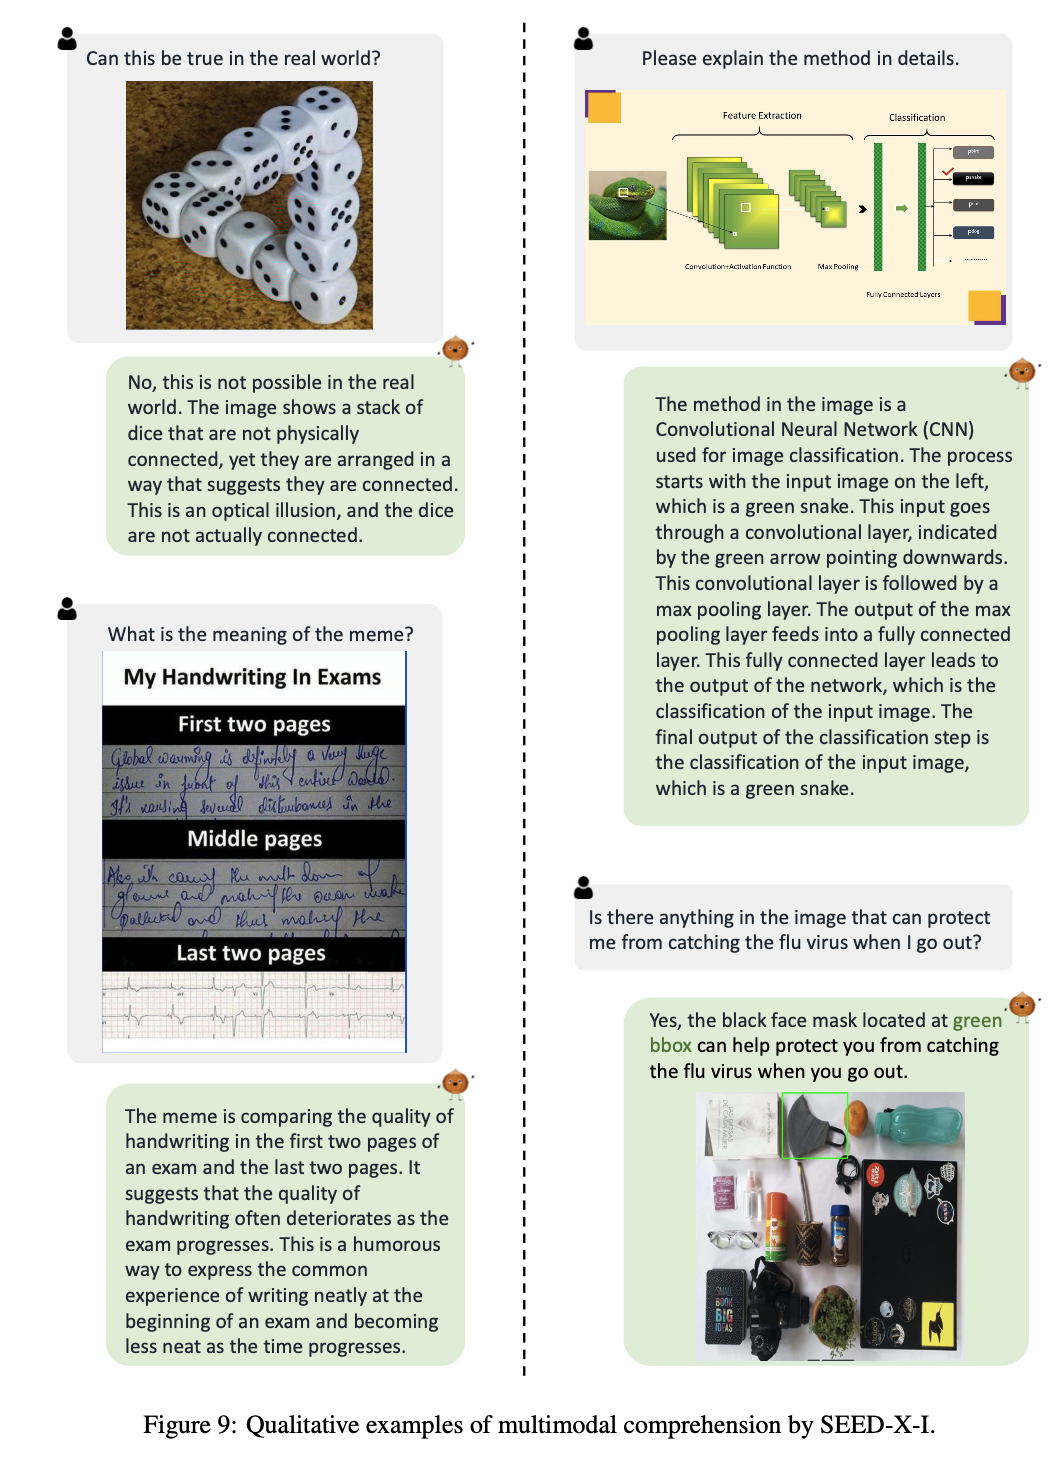 Can this be true in the real world?
No, this is not possible in the real
world. The image shows a stack of
dice that are not physically
connected, yet they are arranged in a
way that suggests they are connected.
This is an optical illusion, and the dice
are not actually connected.
What is the meaning of the meme?
My Handwriting In Exams
First two pages
Global warming is definitely a very huge
issue in front of this entire world.
It's causing several disturbances in the
Middle pages
Also with causing the melt down of
and making the ocean water
polluted and thus making the
Last two pages
The meme is comparing the quality of
handwriting in the first two pages of
an exam and the last two pages. It
suggests that the quality of
handwriting often deteriorates as the
exam progresses. This is a humorous
way to express the common
experience of writing neatly at the
beginning of an exam and becoming
less neat as the time progresses.
Please explain the method in details.
Feature Extraction
Classification
Convolution+Activation Function
Max Pooling
Fully Connected Layers
The method in the image is a
Convolutional Neural Network (CNN)
used for image classification. The process
starts with the input image on the left,
which is a green snake. This input goes
through a convolutional layer, indicated
by the green arrow pointing downwards.
This convolutional layer is followed by a
max pooling layer. The output of the max
pooling layer feeds into a fully connected
layer. This fully connected layer leads to
the output of the network, which is the
classification of the input image. The
final output of the classification step is
the classification of the input image,
which is a green snake.
Is there anything in the image that can protect
me from catching the flu virus when I go out?
Yes, the black face mask located at green
bbox can help protect you from catching
the flu virus when you go out.
SMALL
BOOK
BIG
IDEAS
Figure 9: Qualitative examples of multimodal comprehension by SEED-X-I.